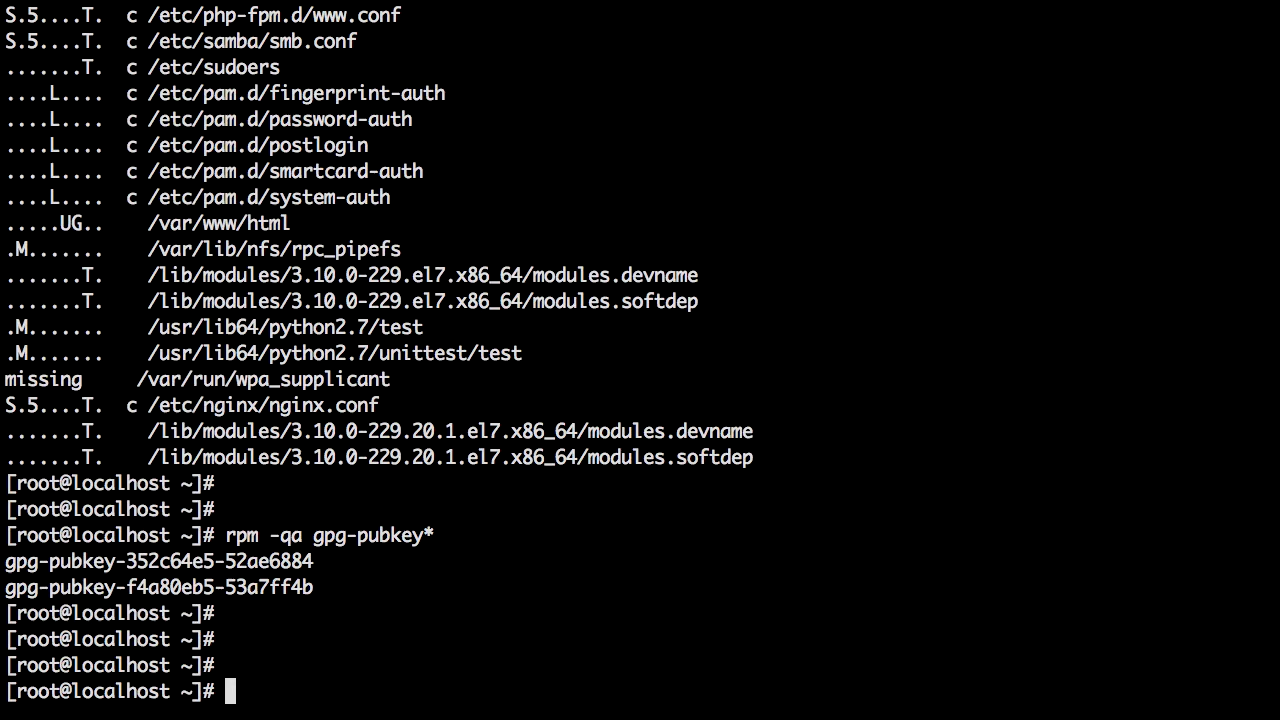 S.5....T.  c /etc/php-fpm.d/www.conf
S.5....T.  c /etc/samba/smb.conf
.......T.  c /etc/sudoers
....L....  c /etc/pam.d/fingerprint-auth
....L....  c /etc/pam.d/password-auth
....L....  c /etc/pam.d/postlogin
....L....  c /etc/pam.d/smartcard-auth
....L....  c /etc/pam.d/system-auth
.....UG..    /var/www/html
.M.......    /var/lib/nfs/rpc_pipefs
.......T.    /lib/modules/3.10.0-229.el7.x86_64/modules.devname
.......T.    /lib/modules/3.10.0-229.el7.x86_64/modules.softdep
.M.......    /usr/lib64/python2.7/test
.M.......    /usr/lib64/python2.7/unittest/test
missing     /var/run/wpa_supplicant
S.5....T.  c /etc/nginx/nginx.conf
.......T.    /lib/modules/3.10.0-229.20.1.el7.x86_64/modules.devname
.......T.    /lib/modules/3.10.0-229.20.1.el7.x86_64/modules.softdep
[root@localhost ~]#
[root@localhost ~]#
[root@localhost ~]# rpm -qa gpg-pubkey*
gpg-pubkey-352c64e5-52ae6884
gpg-pubkey-f4a80eb5-53a7ff4b
[root@localhost ~]#
[root@localhost ~]#
[root@localhost ~]#
[root@localhost ~]#